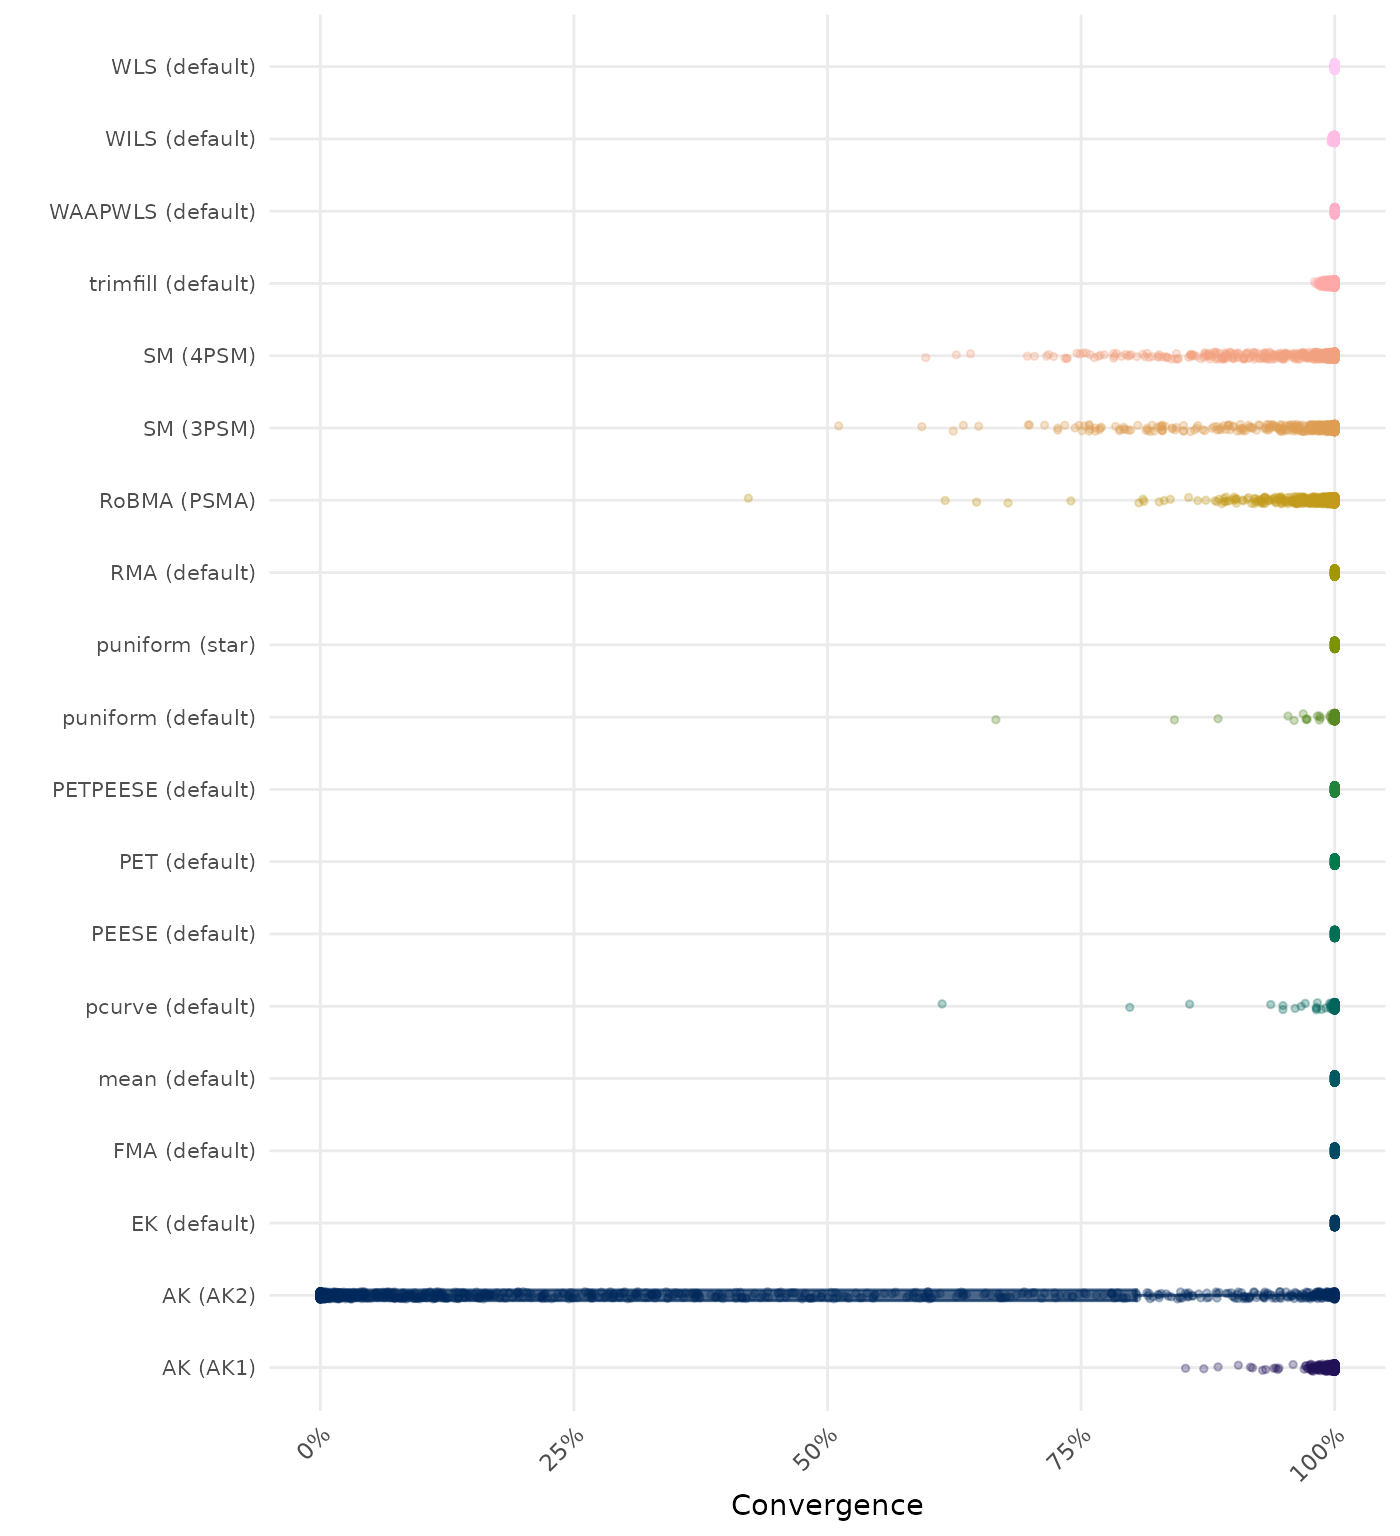 WLS (default)
WILS (default)
WAAPWLS (default)
trimfill (default)
SM (4PSM)
SM (3PSM)
RoBMA (PSMA)
RMA (default)
puniform (star)
puniform (default)
PETPEESE (default)
PET (default)
PEESE (default)
pcurve (default)
mean (default)
FMA (default)
EK (default)
AK (AK2)
AK (AK1)
0%
25%
50%
75%
100%
Convergence